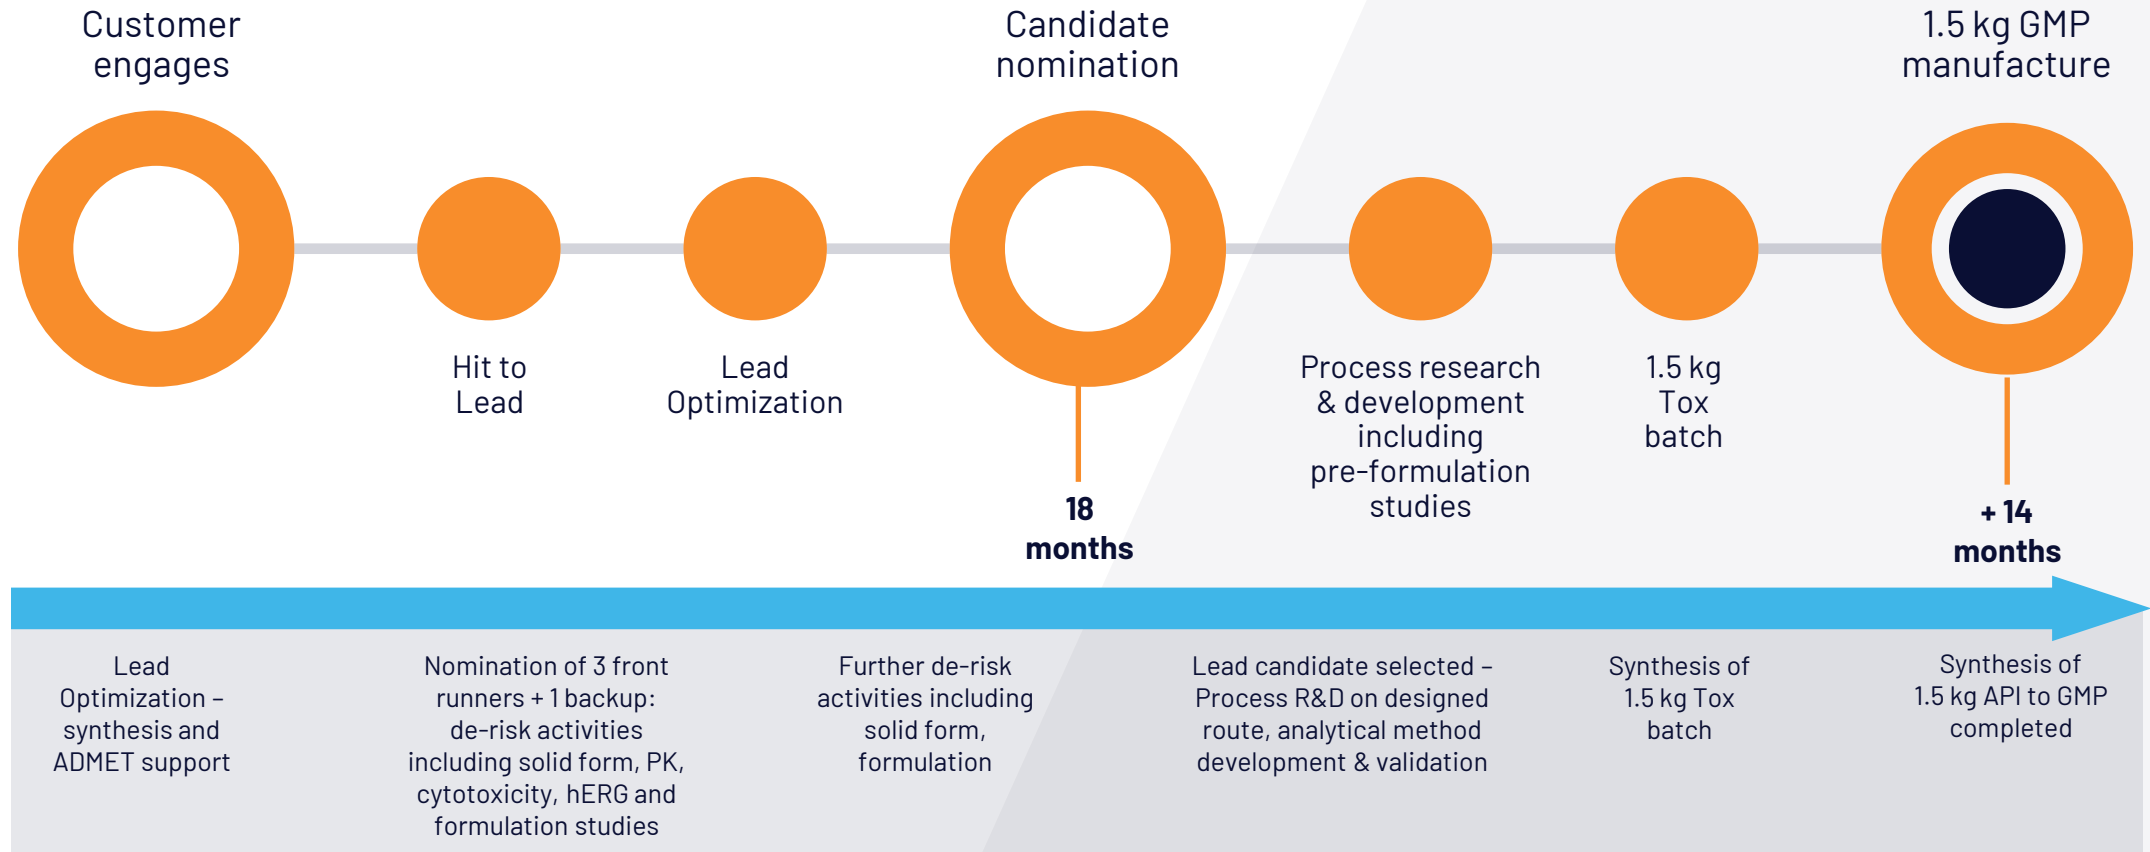 Customer
engages
Candidate
nomination
1.5 kg GMP
manufacture
Hit to
Lead
Lead
Optimization
Process research
& development
including
pre-formulation
studies
1.5 kg
Tox
batch
18
months
+ 14
months
Lead
Optimization –
synthesis and
ADMET support
Nomination of 3 front
runners + 1 backup:
de-risk activities
including solid form, PK,
cytotoxicity, hERG and
formulation studies
Further de-risk
activities including
solid form,
formulation
Lead candidate selected –
Process R&D on designed
route, analytical method
development & validation
Synthesis of
1.5 kg Tox
batch
Synthesis of
1.5 kg API to GMP
completed